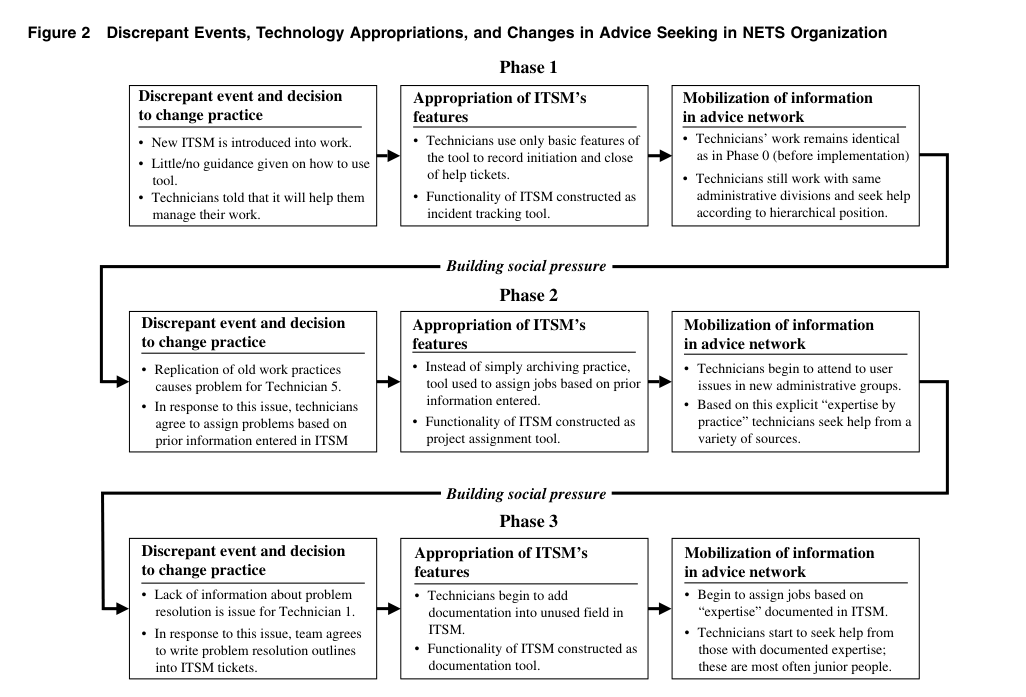 Figure 2 Discrepant Events, Technology Appropriations, and Changes in Advice Seeking in NETS Organization
Phase 1
Discrepant event and decision
to change practice
• New ITSM is introduced into work.
• Little/no guidance given on how to use
tool.
• Technicians told that it will help them
manage their work.
Appropriation of ITSM's
features
• Technicians use only basic features of
the tool to record initiation and close
of help tickets.
• Functionality of ITSM constructed as
incident tracking tool.
Mobilization of information
in advice network
• Technicians' work remains identical
as in Phase 0 (before implementation)
• Technicians still work with same
administrative divisions and seek help
according to hierarchical position.
Building social pressure
Phase 2
Discrepant event and decision
to change practice
• Replication of old work practices
causes problem for Technician 5.
• In response to this issue, technicians
agree to assign problems based on
prior information entered in ITSM
Appropriation of ITSM's
features
• Instead of simply archiving practice,
tool used to assign jobs based on prior
information entered.
• Functionality of ITSM constructed as
project assignment tool.
Mobilization of information
in advice network
• Technicians begin to attend to user
issues in new administrative groups.
• Based on this explicit “expertise by
practice” technicians seek help from a
variety of sources.
Building social pressure
Phase 3
Discrepant event and decision
to change practice
• Lack of information about problem
resolution is issue for Technician 1.
• In response to this issue, team agrees
to write problem resolution outlines
into ITSM tickets.
Appropriation of ITSM's
features
• Technicians begin to add
documentation into unused field in
ITSM.
• Functionality of ITSM constructed as
documentation tool.
Mobilization of information
in advice network
• Begin to assign jobs based on
“expertise” documented in ITSM.
• Technicians start to seek help from
those with documented expertise;
these are most often junior people.